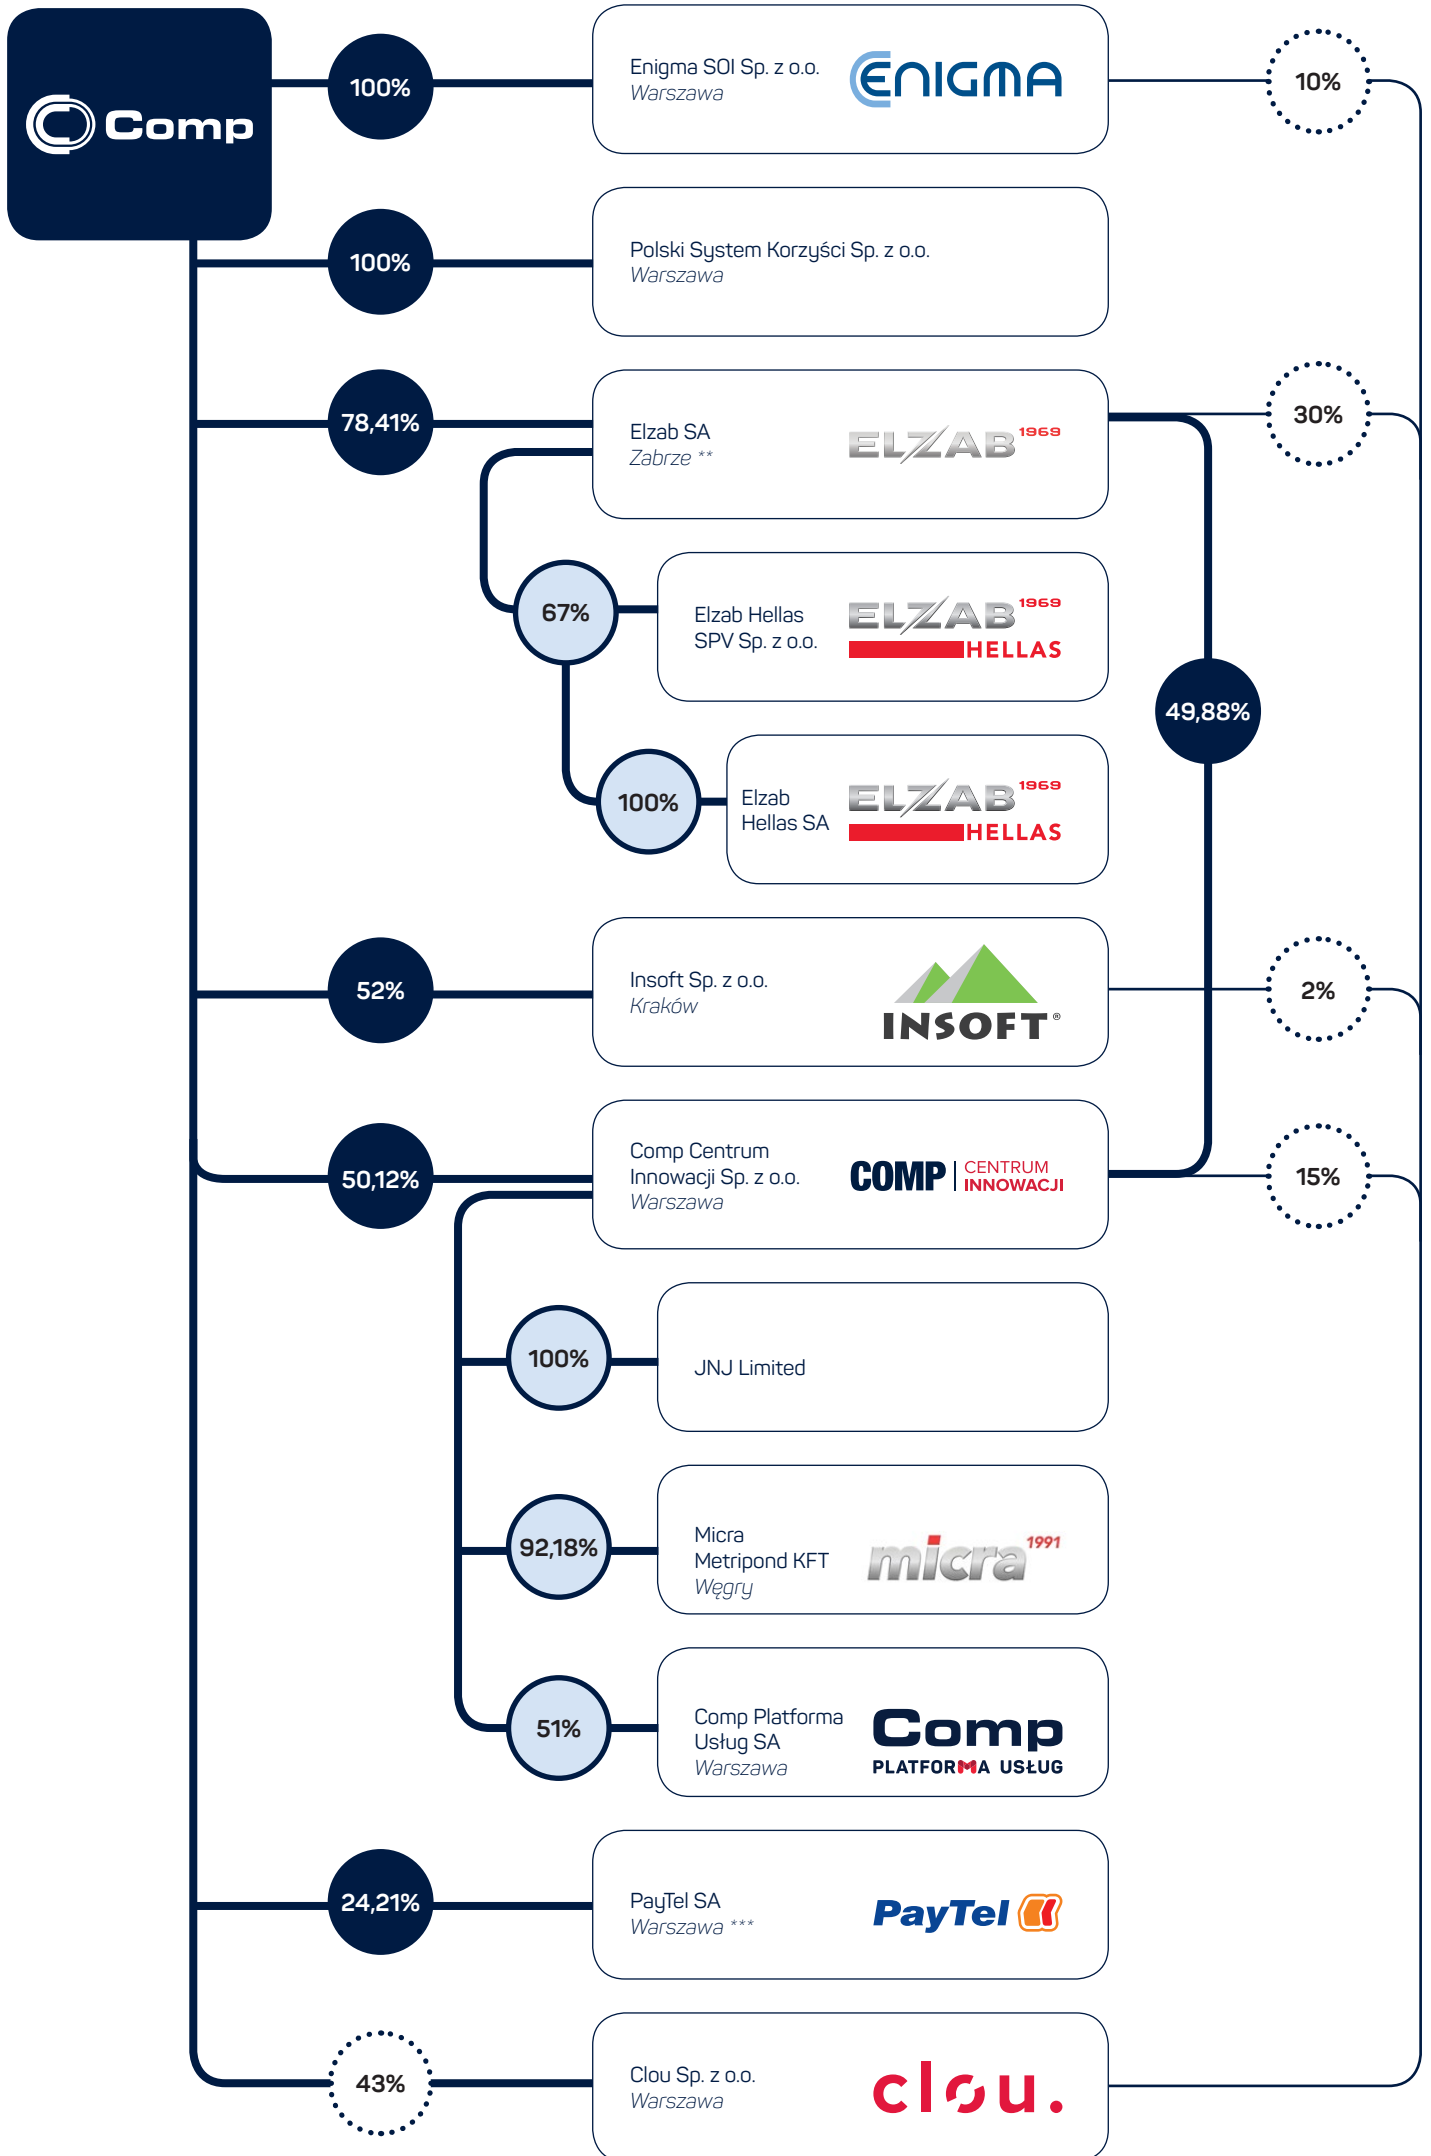 Comp
100%
Enigma SOI Sp. z o.o.
Warszawa
ENIGMA
10%
100%
Polski System Korzyści Sp. z o.o.
Warszawa
78,41%
Elzab SA
Zabrze **
ELZAB 1969
30%
67%
Elzab Hellas
SPV Sp. z o.o.
ELZAB 1969
HELLAS
49,88%
100%
Elzab
Hellas SA
ELZAB 1969
HELLAS
52%
Insoft Sp. z o.o.
Kraków
INSOFT®
2%
50,12%
Comp Centrum
Innowacji Sp. z o.o.
Warszawa
COMP
CENTRUM
INNOWACJI
15%
100%
JNJ Limited
92,18%
Micra
Metripond KFT
Węgry
micra 1991
51%
Comp Platforma
Usług SA
Warszawa
Comp
PLATFORMA USŁUG
24,21%
PayTel SA
Warszawa ***
PayTel
43%
Clou Sp. z o.o.
Warszawa
clou.